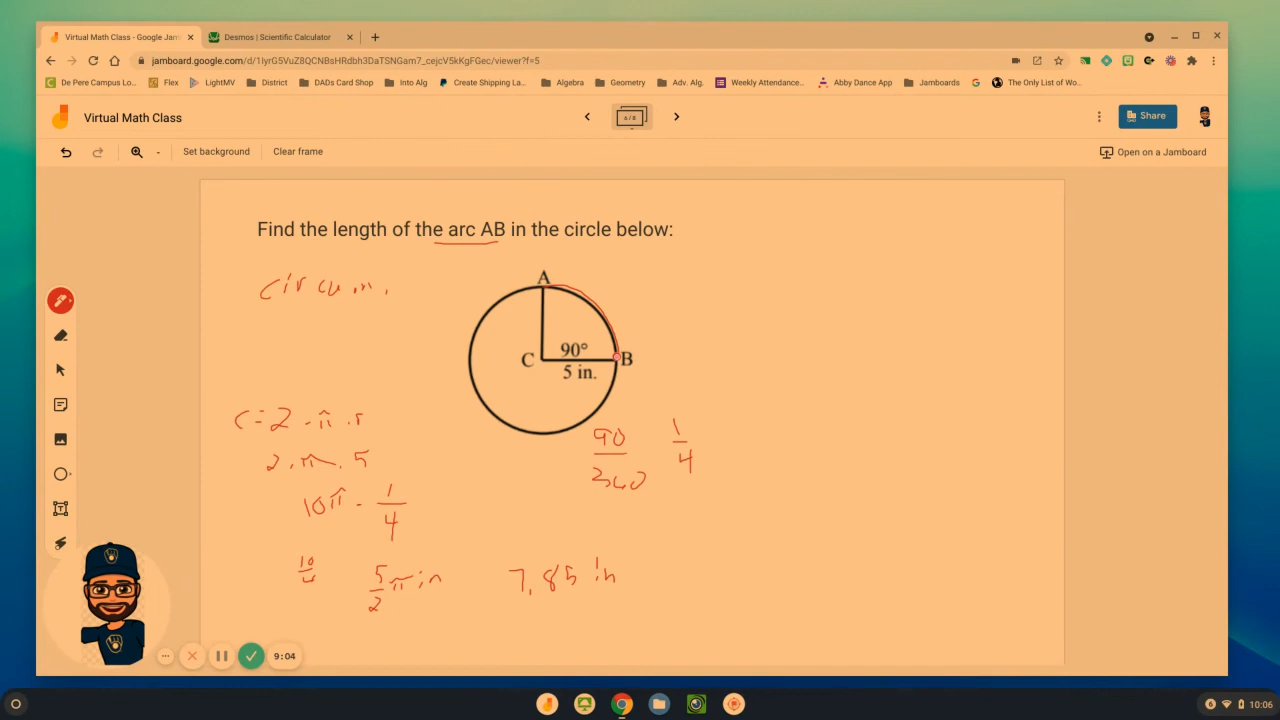 Virtual Math Class - Google Jam
Desmos | Scientific Calculator
jamboard.google.com/d/1IyrG5VuZ8QCNBsHRdbh3DaTSNGam7_cejcV5kKgFGec/viewer?f=5
De Pere Campus Lo... Flex LightMV District DADs Card Shop Into Alg Create Shipping La... Algebra Geometry Adv. Alg. Weekly Attendance... Abby Dance App Jamboards The Only List of Wo...
Virtual Math Class
6 / 8
Share
Set background
Clear frame
Open on a Jamboard
Find the length of the arc AB in the circle below:
circum.
A
C 90° B
5 in.
C = 2 · π · r
90/360 1/4
2 · π · 5
10π · 1/4
10/4 5/2 π in 7.85 in
9:04
6 10:06